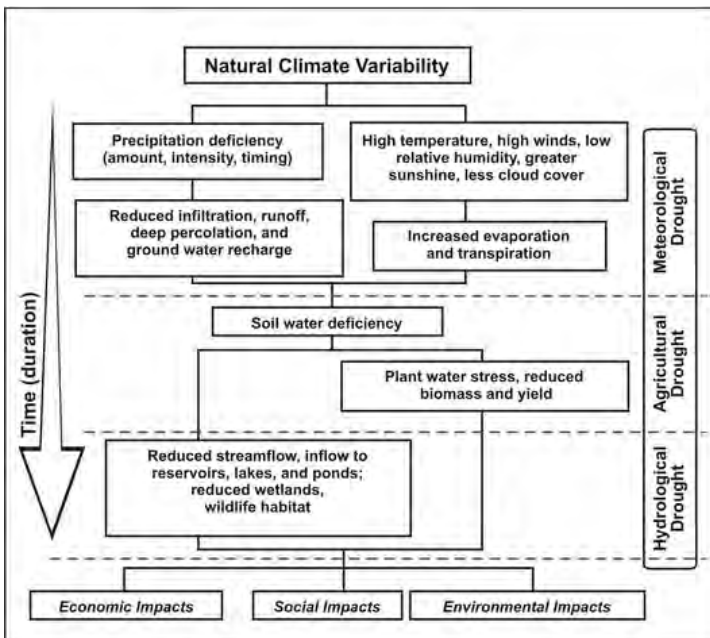 Natural Climate Variability
Precipitation deficiency
(amount, intensity, timing)
High temperature, high winds, low
relative humidity, greater
sunshine, less cloud cover
Reduced infiltration, runoff,
deep percolation, and
ground water recharge
Increased evaporation
and transpiration
Meteorological
Drought
Time (duration)
Soil water deficiency
Plant water stress, reduced
biomass and yield
Agricultural
Drought
Reduced streamflow, inflow to
reservoirs, lakes, and ponds;
reduced wetlands,
wildlife habitat
Hydrological
Drought
Economic Impacts
Social Impacts
Environmental Impacts